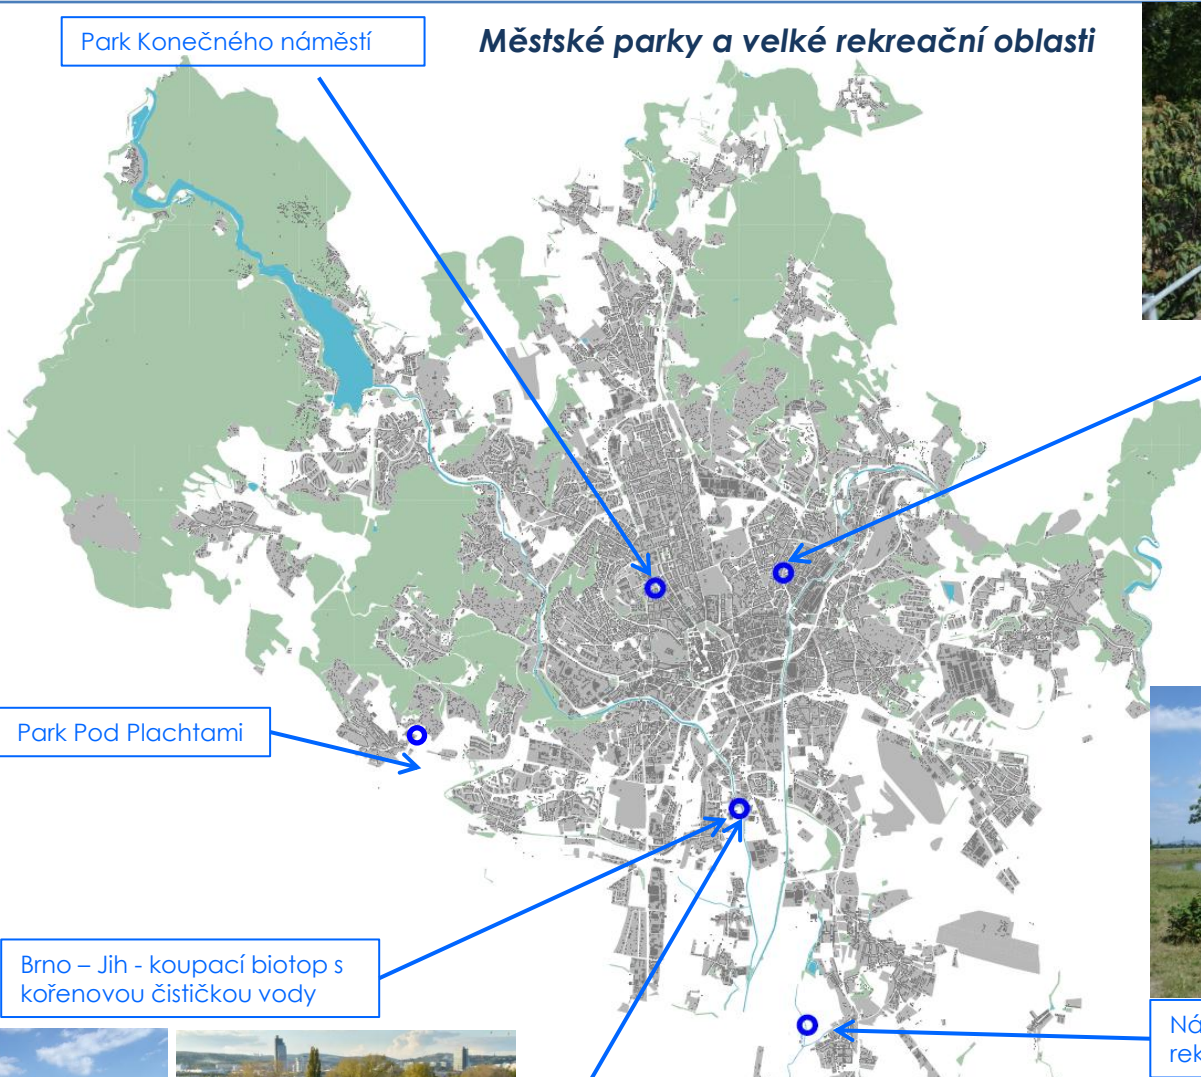 Park Konečného náměstí
Městské parky a velké rekreační oblasti
Park Pod Plachtami
Brno – Jih - koupací biotop s
kořenovou čističkou vody